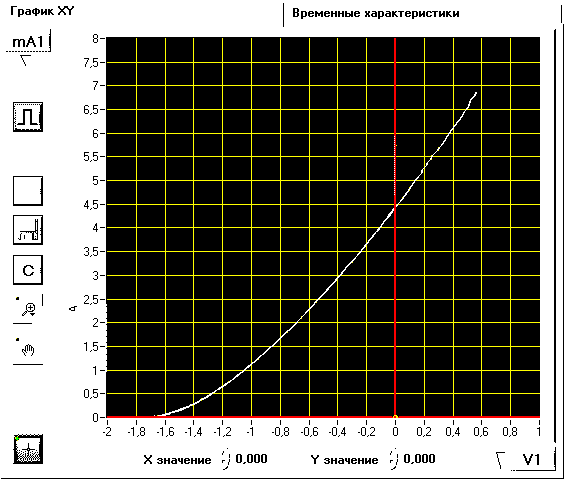 График XY
Временные характеристики
mA1
8
7,5
7
6,5
6
5,5
5
4,5
4
3,5
3
2,5
2
1,5
1
0,5
0
A
C
-2 -1,8 -1,6 -1,4 -1,2 -1 -0,8 -0,6 -0,4 -0,2 0 0,2 0,4 0,6 0,8 1
X значение 0,000 Y значение 0,000 V1